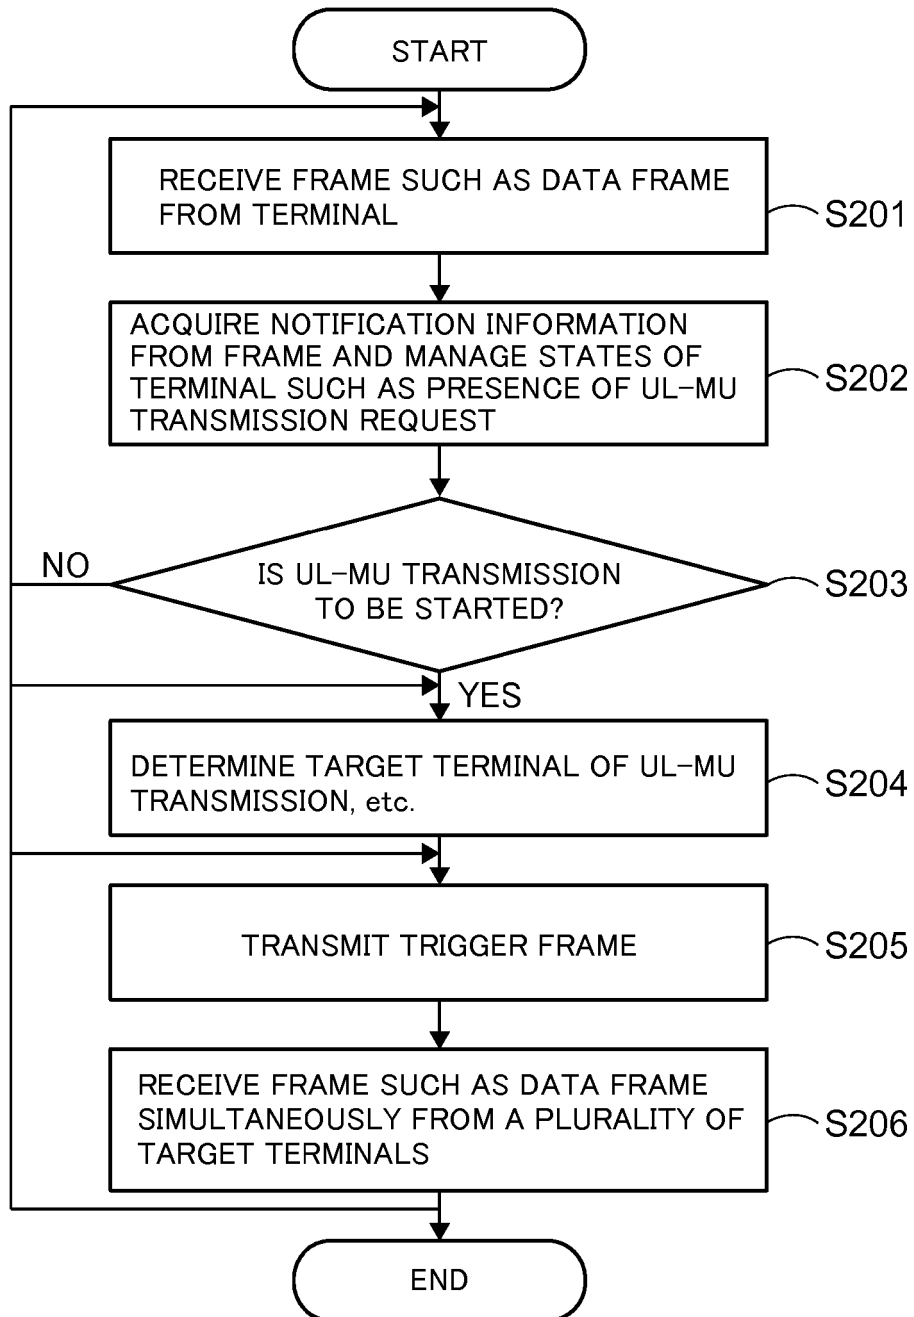 START
RECEIVE FRAME SUCH AS DATA FRAME
FROM TERMINAL
S201
ACQUIRE NOTIFICATION INFORMATION
FROM FRAME AND MANAGE STATES OF
TERMINAL SUCH AS PRESENCE OF UL-MU
TRANSMISSION REQUEST
S202
NO
IS UL-MU TRANSMISSION
TO BE STARTED?
S203
YES
DETERMINE TARGET TERMINAL OF UL-MU
TRANSMISSION, etc.
S204
TRANSMIT TRIGGER FRAME
S205
RECEIVE FRAME SUCH AS DATA FRAME
SIMULTANEOUSLY FROM A PLURALITY OF
TARGET TERMINALS
S206
END